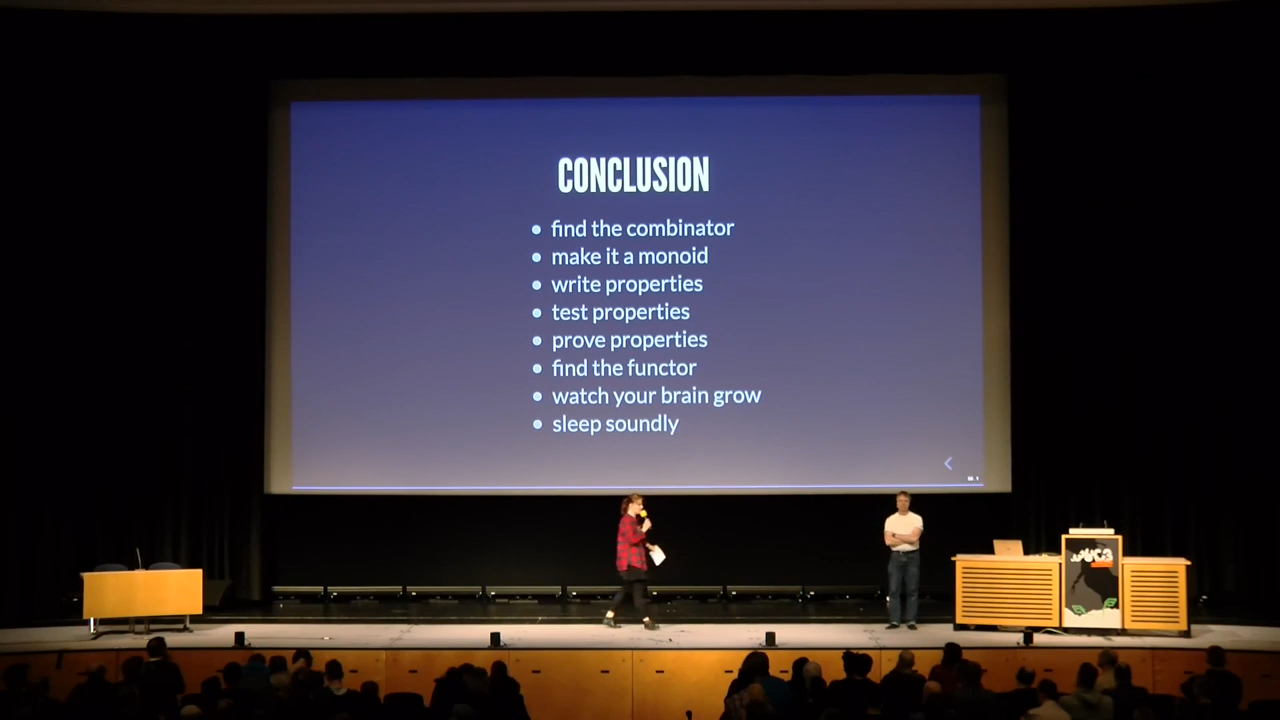 CONCLUSION
• find the combinator
• make it a monoid
• write properties
• test properties
• prove properties
• find the functor
• watch your brain grow
• sleep soundly